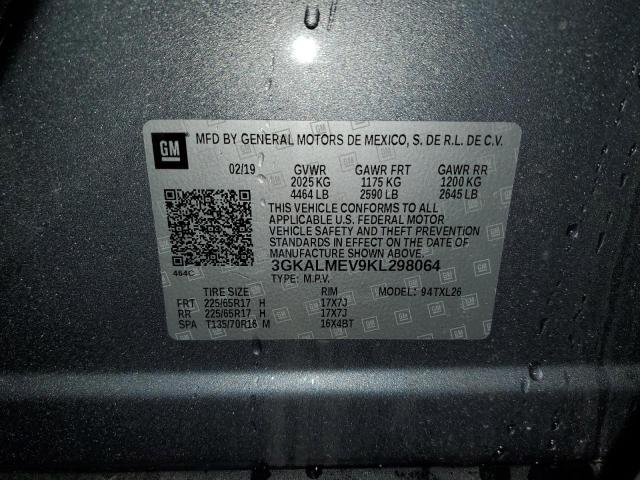 GM
MFD BY GENERAL MOTORS DE MEXICO, S. DE R.L. DE C.V.
02/19 GVWR GAWR FRT GAWR RR
2025 KG 1175 KG 1200 KG
4464 LB 2590 LB 2645 LB
THIS VEHICLE CONFORMS TO ALL
APPLICABLE U.S. FEDERAL MOTOR
VEHICLE SAFETY AND THEFT PREVENTION
STANDARDS IN EFFECT ON THE DATE OF
MANUFACTURE SHOWN ABOVE.
464C 3GKALMEV9KL298064
TYPE: M.P.V.
TIRE SIZE RIM MODEL: 94TXL26
FRT 225/65R17 H 17X7J
RR 225/65R17 H 17X7J
SPA T135/70R16 M 16X4BT